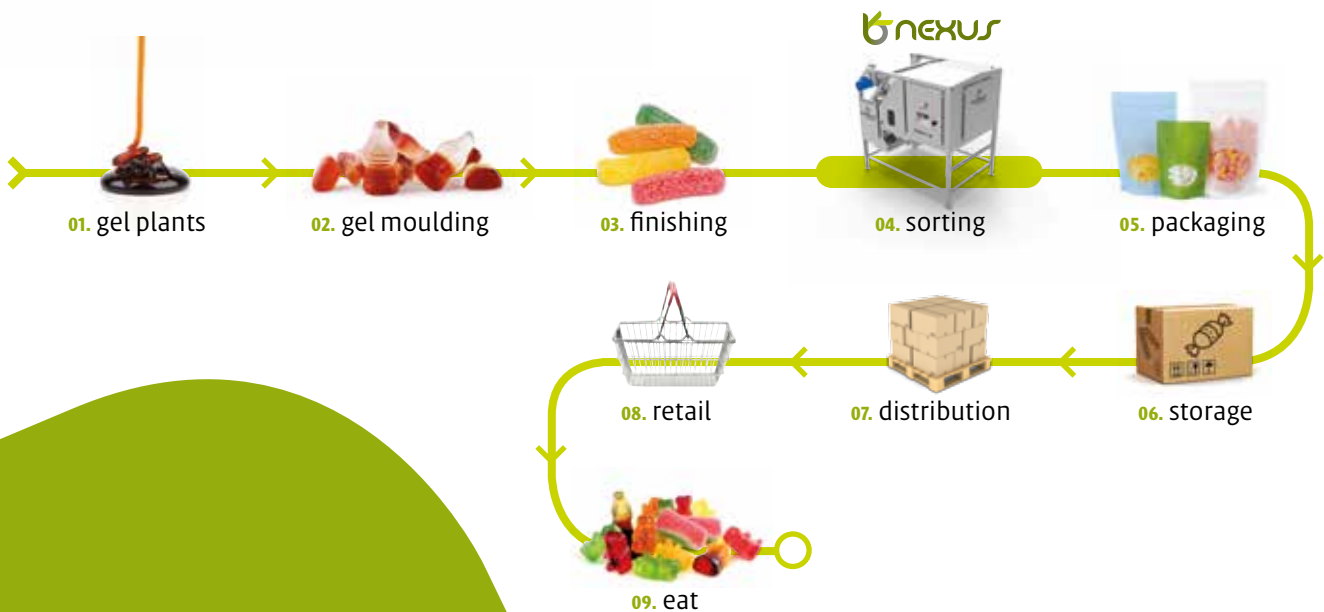 nexus
01. gel plants
02. gel moulding
03. finishing
04. sorting
05. packaging
06. storage
07. distribution
08. retail
09. eat